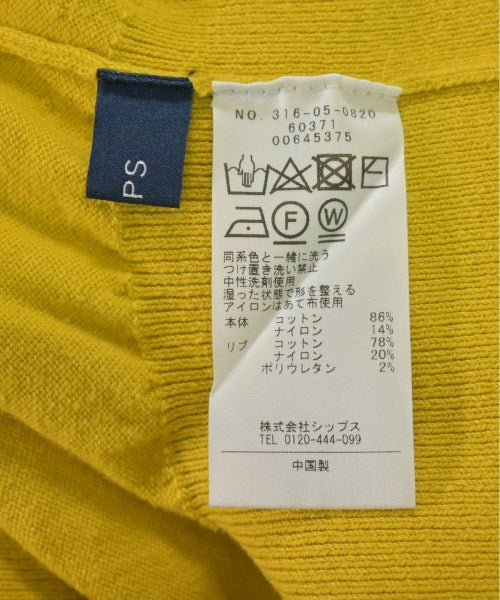 PS
NO. 316-05-0820
60371
00645375
F W
同系色と一緒に洗う
つけ置き洗い禁止
中性洗剤使用
湿った状態で形を整える
アイロンはあて布使用
本体 コットン 86%
ナイロン 14%
リブ コットン 78%
ナイロン 20%
ポリウレタン 2%
株式会社シップス
TEL 0120-444-099
中国製